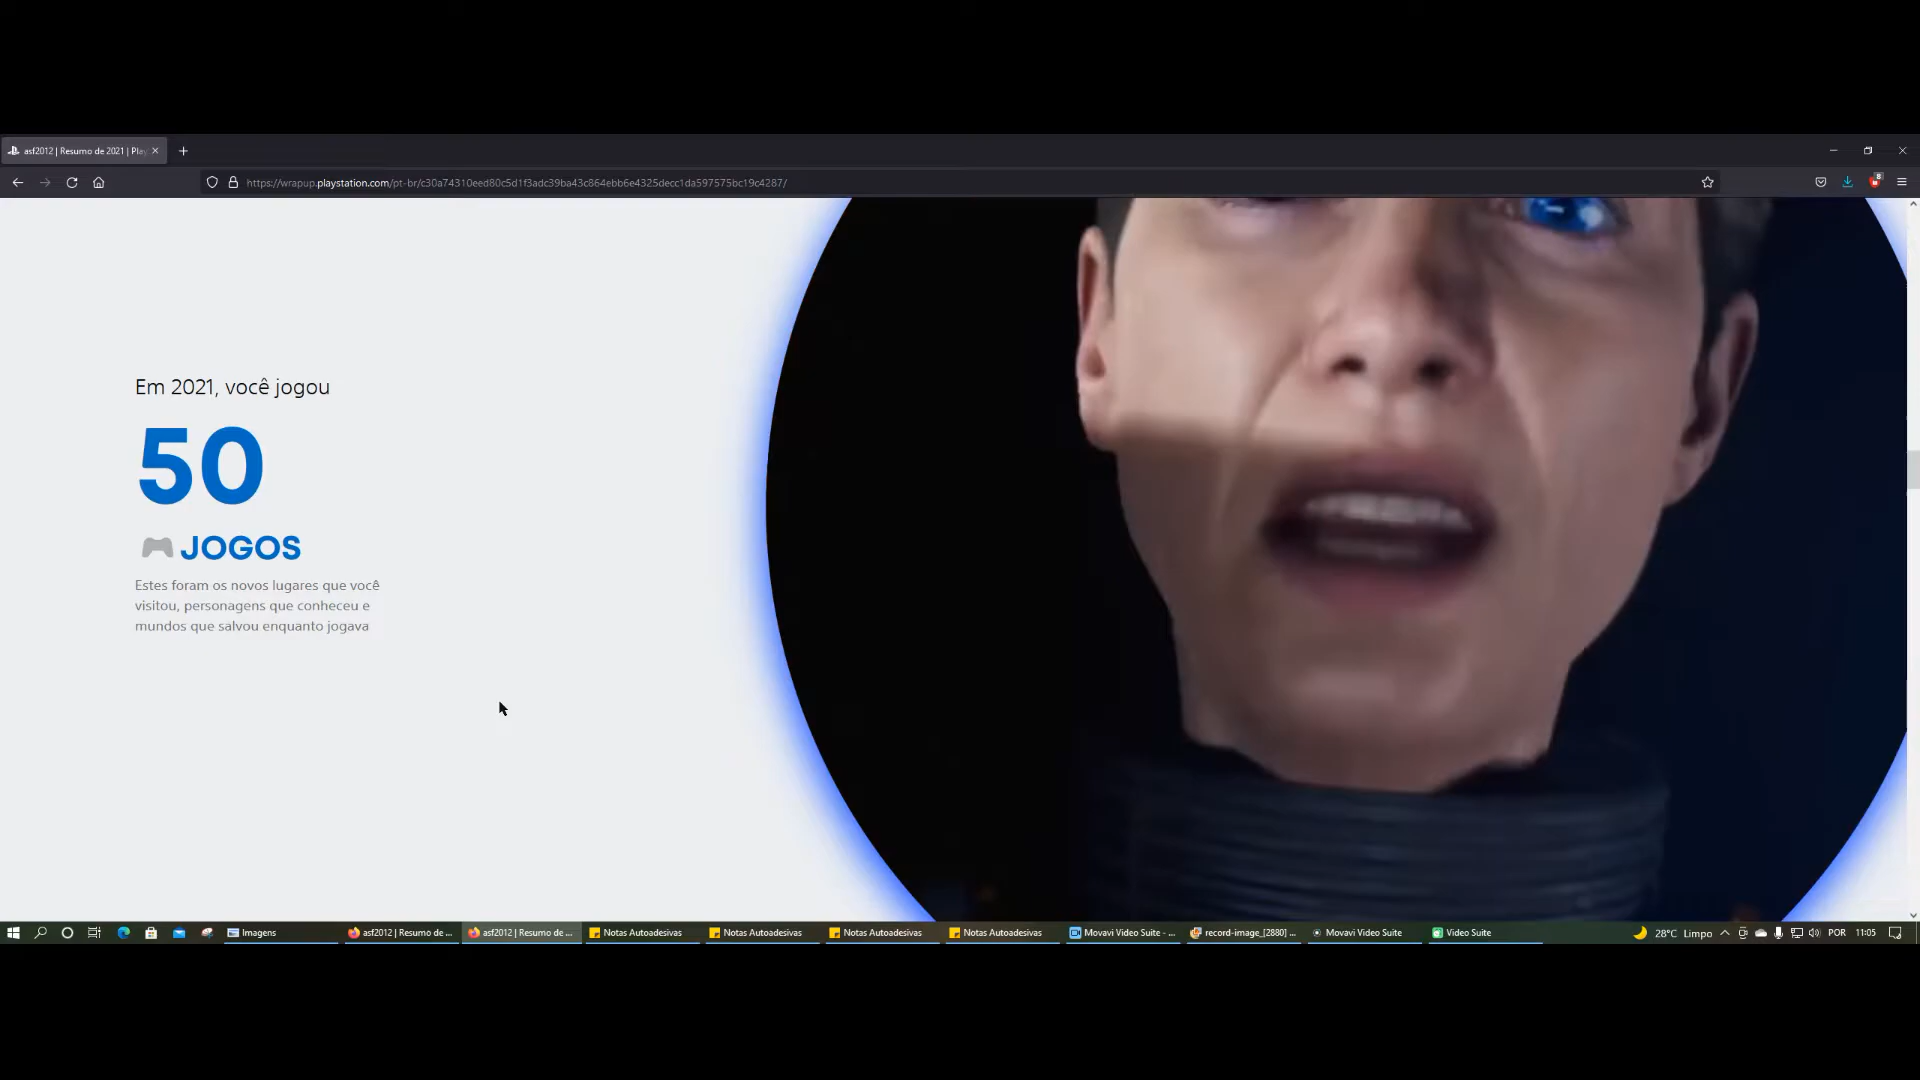 asf2012 | Resumo de 2021 | Play
https://wrapup.playstation.com/pt-br/c30a74310eed80c5d1f3adc39ba43c864ebb6e4325decc1da597575bc19c4287/
8
Em 2021, você jogou
50
JOGOS
Estes foram os novos lugares que você
visitou, personagens que conheceu e
mundos que salvou enquanto jogava
Imagens
asf2012 | Resumo de ...
asf2012 | Resumo de ...
Notas Autoadesivas
Notas Autoadesivas
Notas Autoadesivas
Notas Autoadesivas
Movavi Video Suite - ...
record-image_[2880] ...
Movavi Video Suite
Video Suite
28°C Limpo
POR
11:05